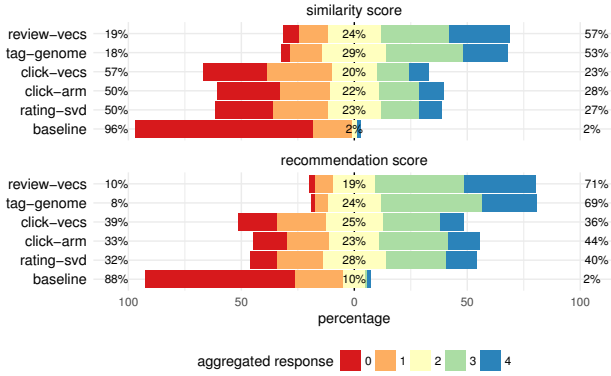 similarity score
review−vecs 19% 24% 57%
tag−genome 18% 29% 53%
click−vecs 57% 20% 23%
click−arm 50% 22% 28%
rating−svd 50% 23% 27%
baseline 96% 2% 2%
recommendation score
review−vecs 10% 19% 71%
tag−genome 8% 24% 69%
click−vecs 39% 25% 36%
click−arm 33% 23% 44%
rating−svd 32% 28% 40%
baseline 88% 10% 2%
100 50 0 50 100
percentage
aggregated response 0 1 2 3 4